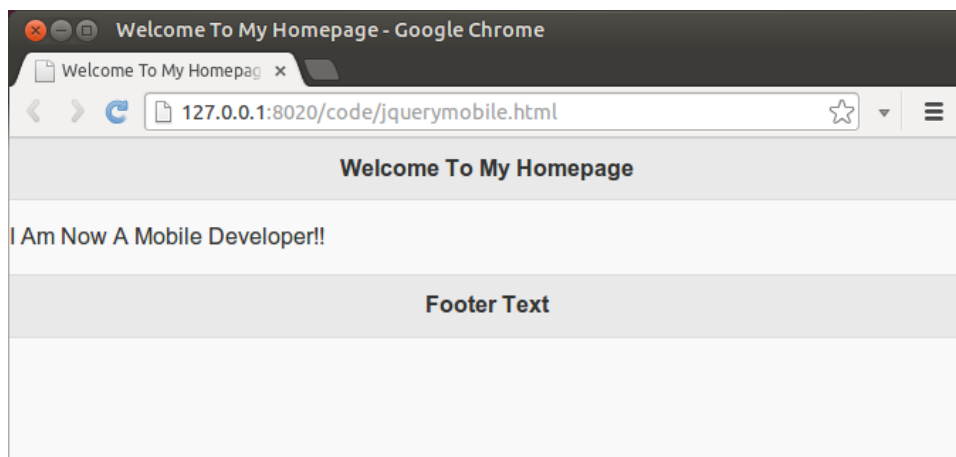 Welcome To My Homepage - Google Chrome
Welcome To My Homepag
127.0.0.1:8020/code/jquerymobile.html
Welcome To My Homepage
I Am Now A Mobile Developer!!
Footer Text